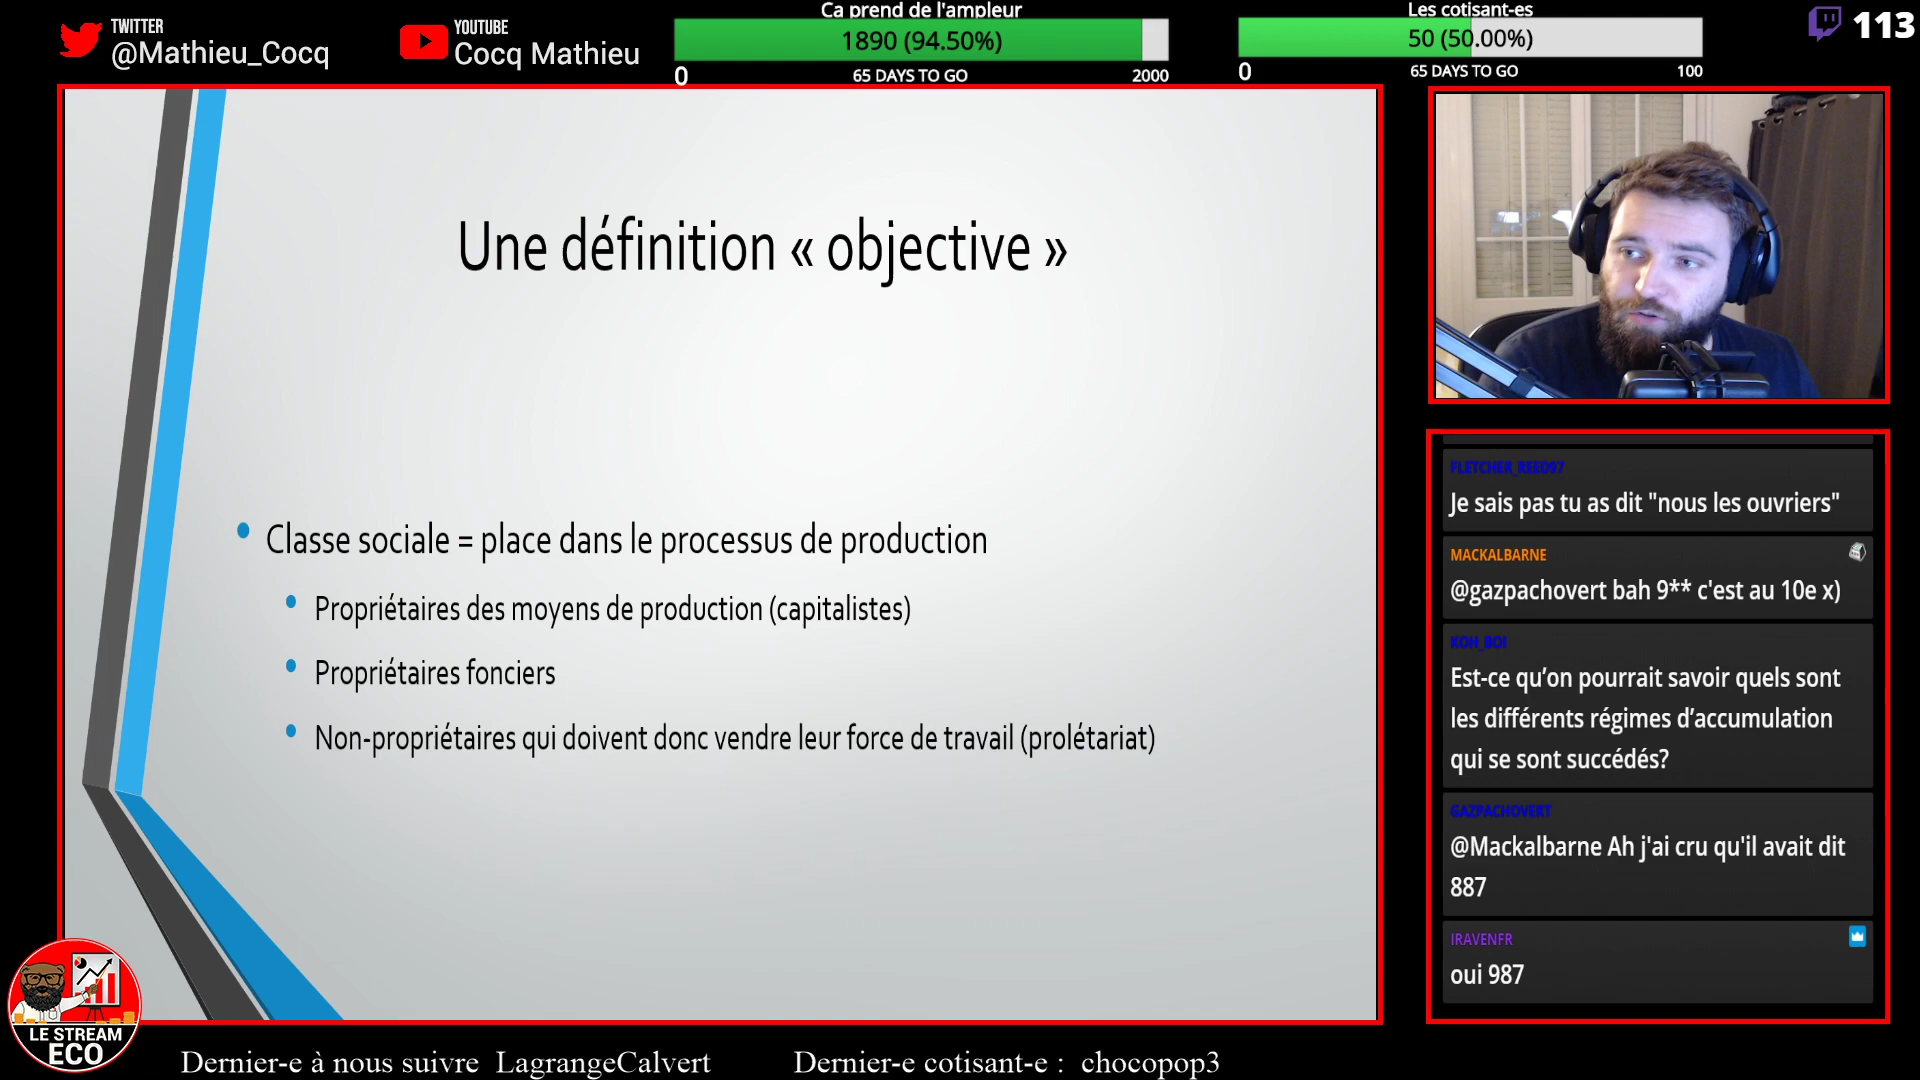 TWITTER
@Mathieu_Cocq
YOUTUBE
Cocq Mathieu
Ca prend de l'ampleur
1890 (94.50%)
0 65 DAYS TO GO 2000
Les cotisant-es
50 (50.00%)
0 65 DAYS TO GO 100
113
Une définition « objective »
• Classe sociale = place dans le processus de production
• Propriétaires des moyens de production (capitalistes)
• Propriétaires fonciers
• Non-propriétaires qui doivent donc vendre leur force de travail (prolétariat)
FLETCHER_REED97
Je sais pas tu as dit "nous les ouvriers"
MACKALBARNE
@gazpachovert bah 9** c'est au 10e x)
KOH_BOI
Est-ce qu’on pourrait savoir quels sont
les différents régimes d’accumulation
qui se sont succédés?
GAZPACHOVERT
@Mackalbarne Ah j'ai cru qu'il avait dit
887
IRAVENFR
oui 987
LE STREAM
ECO
Dernier-e à nous suivre LagrangeCalvert
Dernier-e cotisant-e : chocopop3